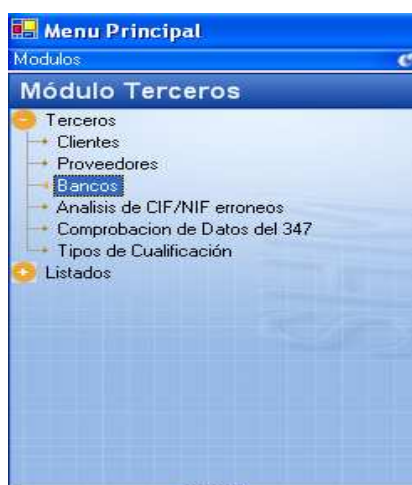 Menu Principal
Modulos
Módulo Terceros
Terceros
Clientes
Proveedores
Bancos
Analisis de CIF/NIF erroneos
Comprobacion de Datos del 347
Tipos de Cualificación
Listados